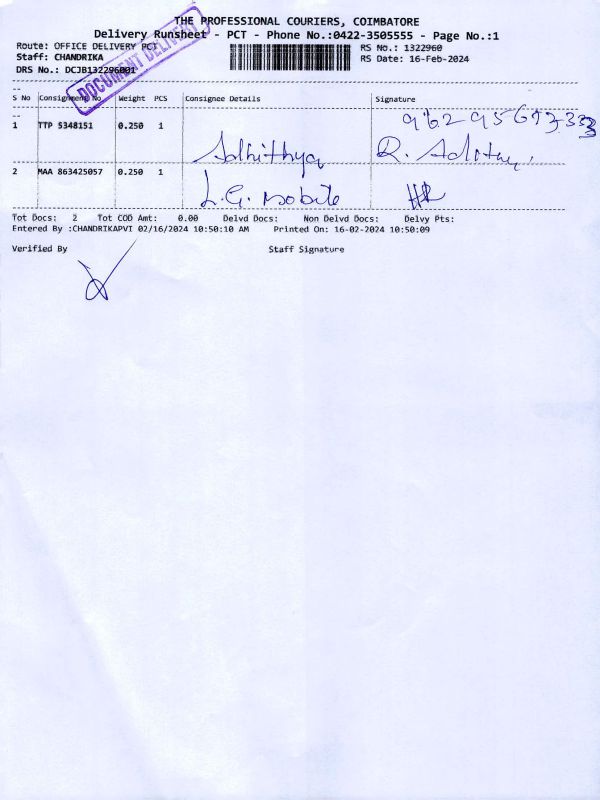 THE PROFESSIONAL COURIERS, COIMBATORE
Delivery Runsheet - PCT - Phone No.:0422-3505555 - Page No.:1
Route: OFFICE DELIVERY PCT
RS No.: 1322960
Staff: CHANDRIKA
RS Date: 16-Feb-2024
DRS No.: DCJB132296001
DOCUMENT DELIVERY
S No Consignment No. Weight PCS Consignee Details Signature
1 TTP 5348151 0.250 1 Adhithya
2 MAA 863425057 0.250 1 L.G. mobile
Tot Docs: 2 Tot COD Amt: 0.00 Delvd Docs: Non Delvd Docs: Delvy Pts:
Entered By :CHANDRIKAPVI 02/16/2024 10:50:10 AM Printed On: 16-02-2024 10:50:09
Verified By Staff Signature